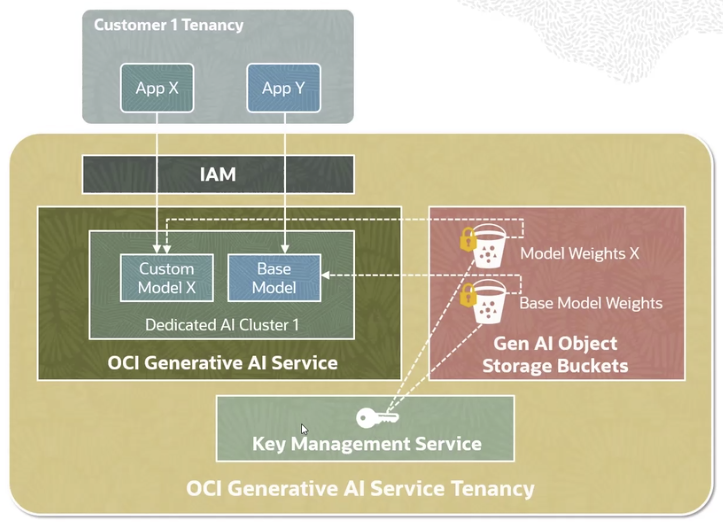 Customer 1 Tenancy
App X
App Y
IAM
Custom
Model X
Base
Model
Dedicated AI Cluster 1
OCI Generative AI Service
Model Weights X
Base Model Weights
Gen AI Object
Storage Buckets
Key Management Service
OCI Generative AI Service Tenancy